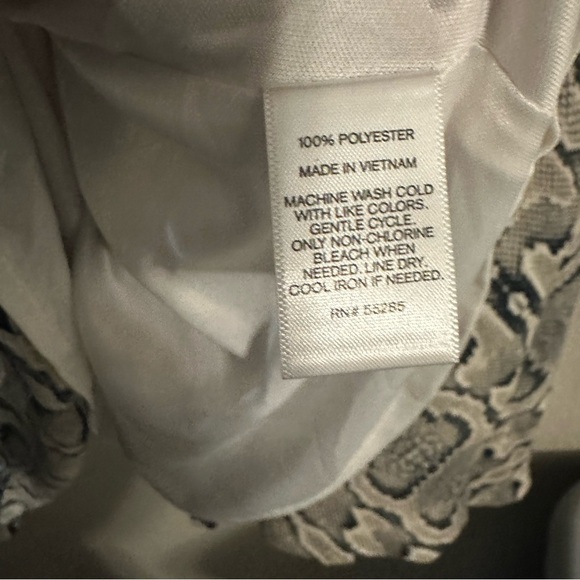 100% POLYESTER
MADE IN VIETNAM
MACHINE WASH COLD
WITH LIKE COLORS.
GENTLE CYCLE.
ONLY NON-CHLORINE
BLEACH WHEN
NEEDED. LINE DRY.
COOL IRON IF NEEDED.
RN# 55285